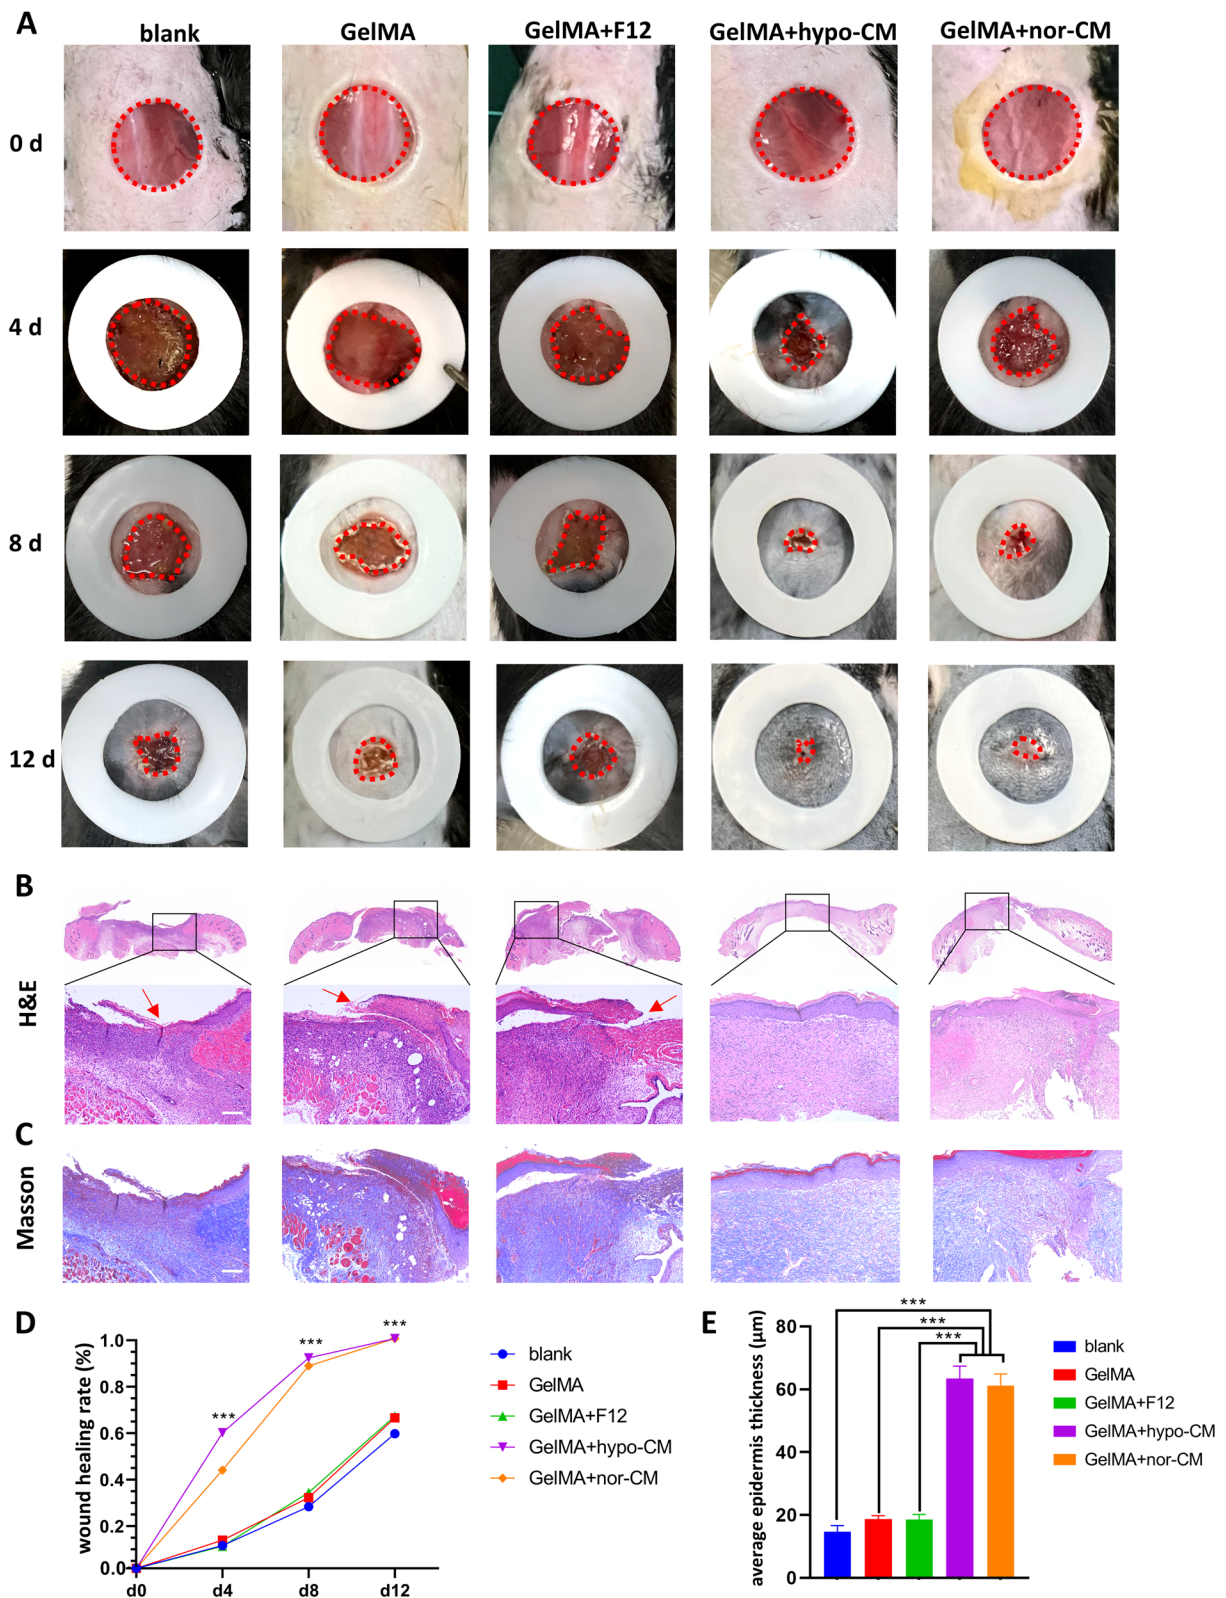 A
blank GelMA GelMA+F12 GelMA+hypo-CM GelMA+nor-CM
0 d
4 d
8 d
12 d
B
H&E
C
Masson
D
wound healing rate (%)
1.0
0.8
0.6
0.4
0.2
0.0
d0 d4 d8 d12
***
***
***
blank
GelMA
GelMA+F12
GelMA+hypo-CM
GelMA+nor-CM
E
average epidermis thickness (μm)
80
60
40
20
0
***
***
***
blank
GelMA
GelMA+F12
GelMA+hypo-CM
GelMA+nor-CM